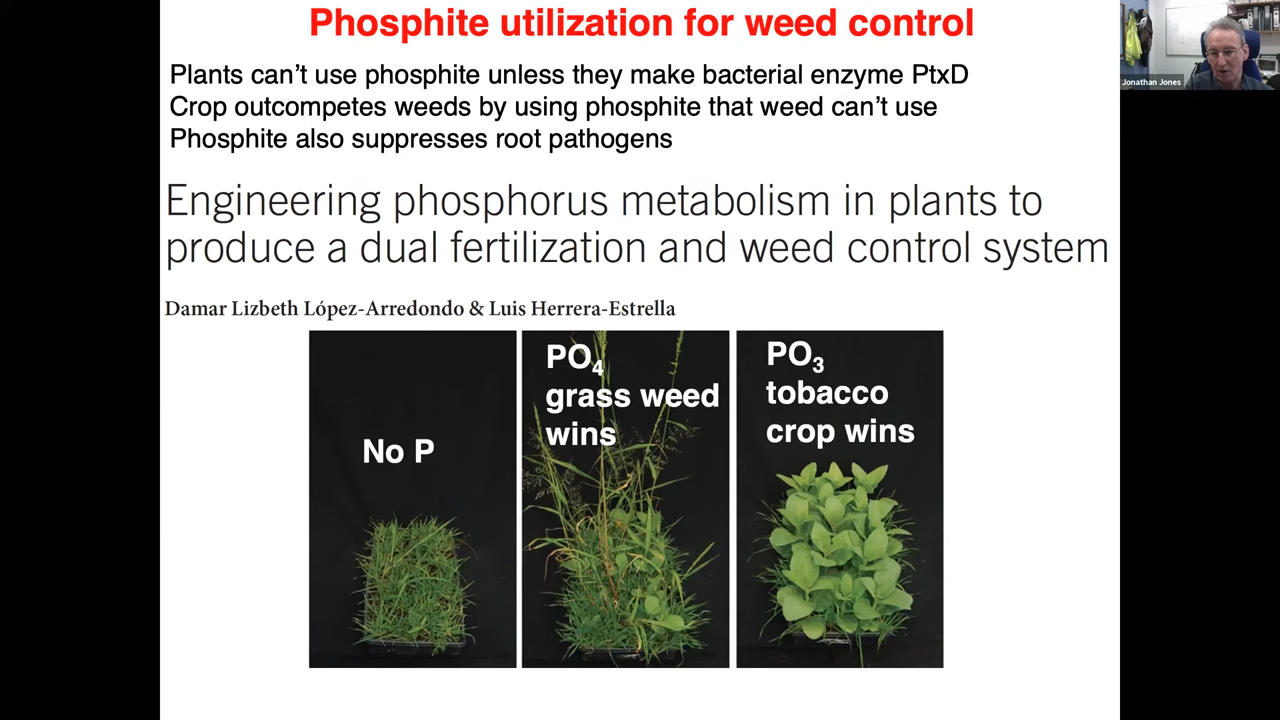 Phosphite utilization for weed control
Jonathan Jones
Plants can't use phosphite unless they make bacterial enzyme PtxD
Crop outcompetes weeds by using phosphite that weed can't use
Phosphite also suppresses root pathogens
Engineering phosphorus metabolism in plants to
produce a dual fertilization and weed control system
Damar Lizbeth López-Arredondo & Luis Herrera-Estrella
No P
PO₄
grass weed
wins
PO₃
tobacco
crop wins